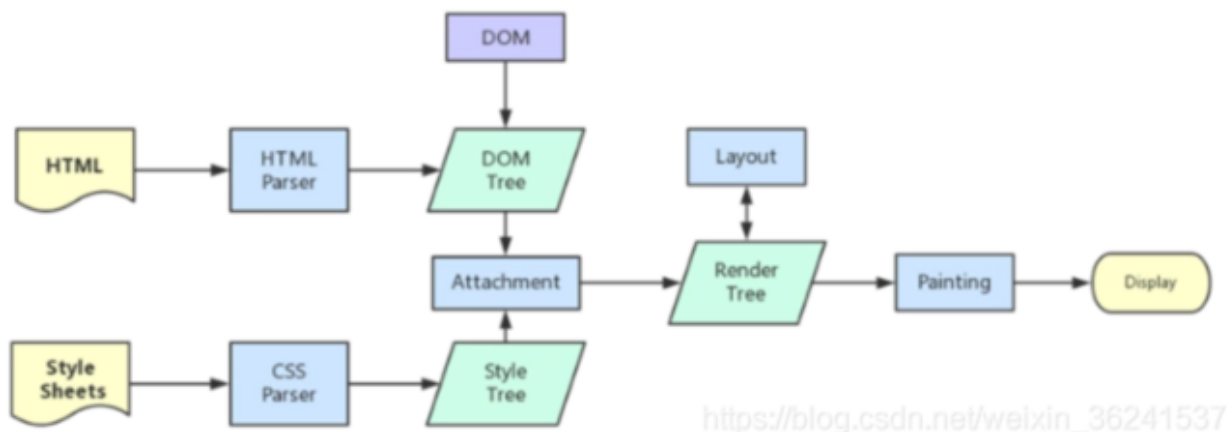 DOM
HTML
HTML
Parser
DOM
Tree
Layout
Attachment
Render
Tree
Painting
Display
Style
Sheets
CSS
Parser
Style
Tree
https://blog.csdn.net/weixin_36241537